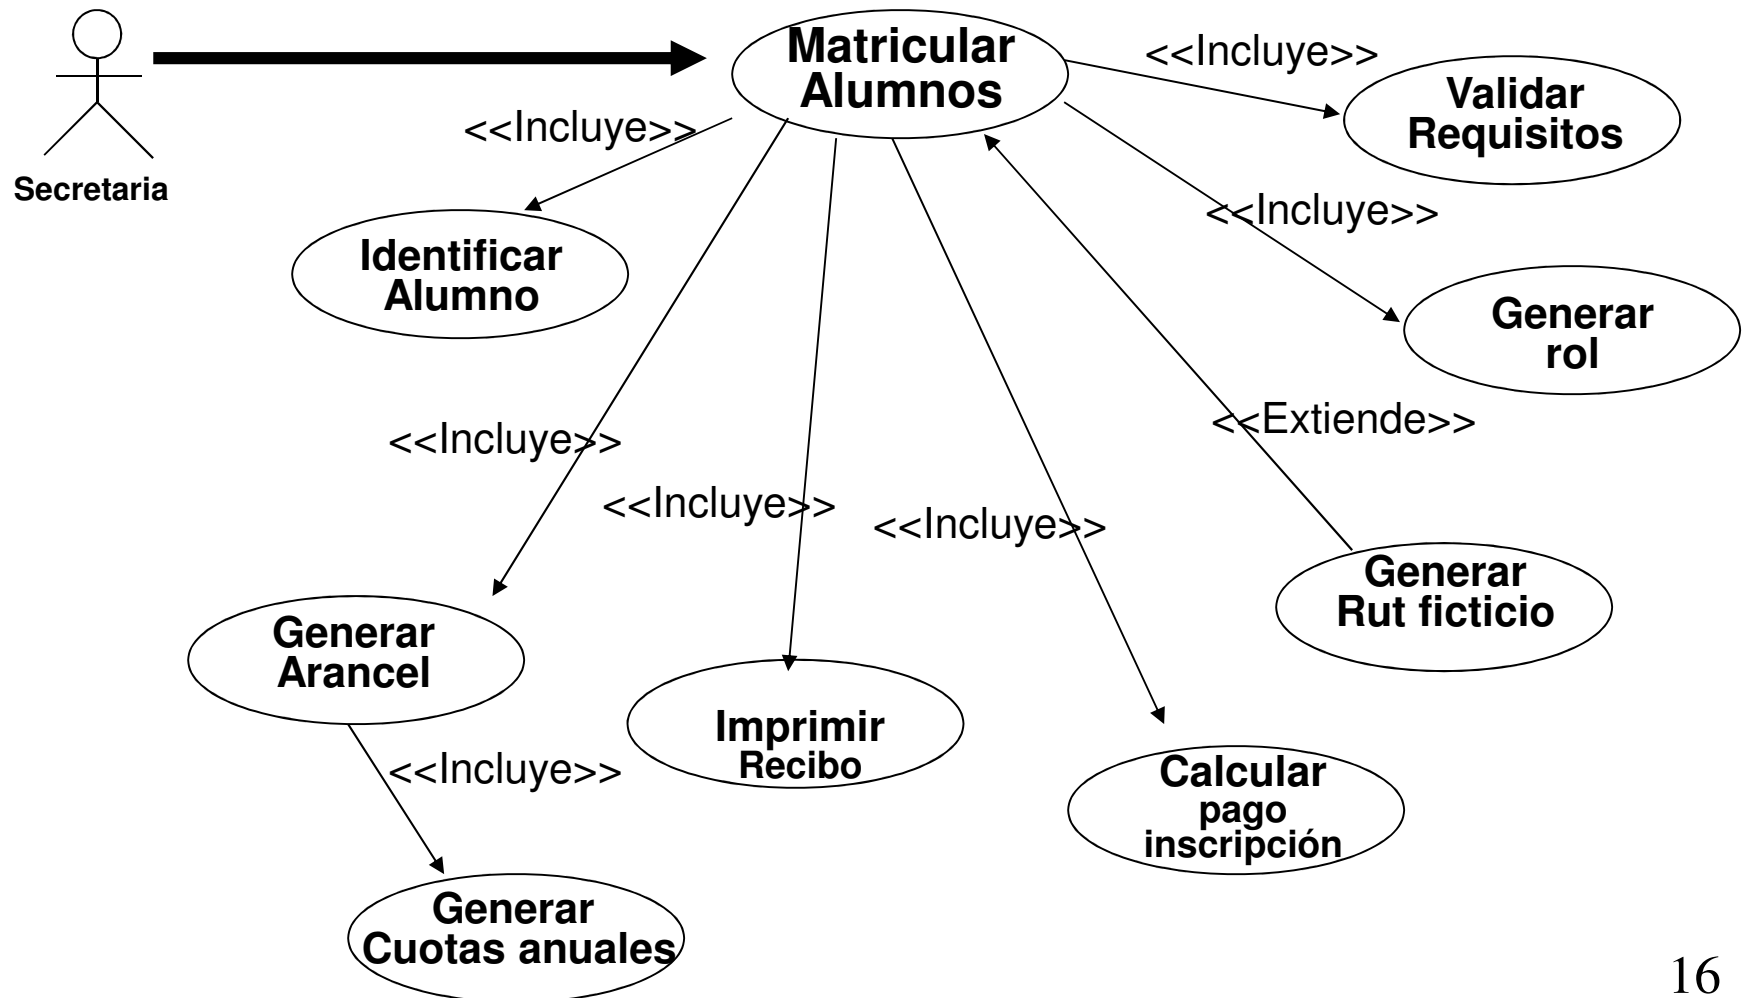 Matricular
Alumnos
<<Incluye>>
Validar
Requisitos
<<Incluye>>
Secretaria
<<Incluye>>
Identificar
Alumno
Generar
rol
<<Extiende>>
<<Incluye>>
<<Incluye>>
<<Incluye>>
Generar
Rut ficticio
Generar
Arancel
Imprimir
Recibo
<<Incluye>>
Calcular
pago
inscripción
Generar
Cuotas anuales
16